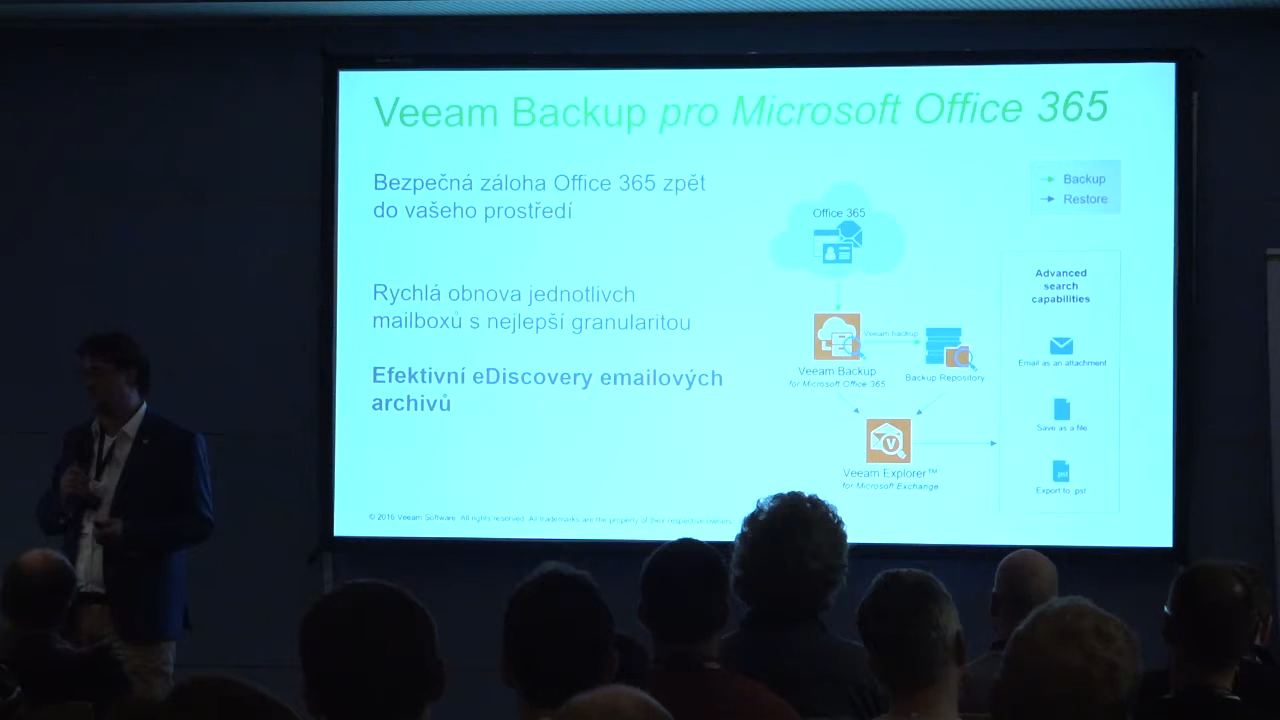 Veeam Backup pro Microsoft Office 365
Bezpečná záloha Office 365 zpět
do vašeho prostředí
Rychlá obnova jednotlivch
mailboxů s nejlepší granularitou
Efektivní eDiscovery emailových
archivů
Backup
Restore
Office 365
Veeam backup
Veeam Backup
for Microsoft Office 365
Backup Repository
Veeam Explorer™
for Microsoft Exchange
Advanced
search
capabilities
Email as an attachment
Save as a file
.pst
Export to .pst
© 2016 Veeam Software. All rights reserved. All trademarks are the property of their respective owners.